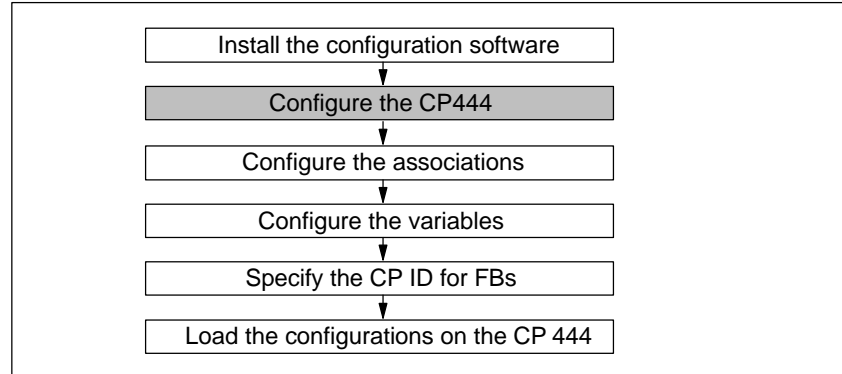 Install the configuration software
Configure the CP444
Configure the associations
Configure the variables
Specify the CP ID for FBs
Load the configurations on the CP 444